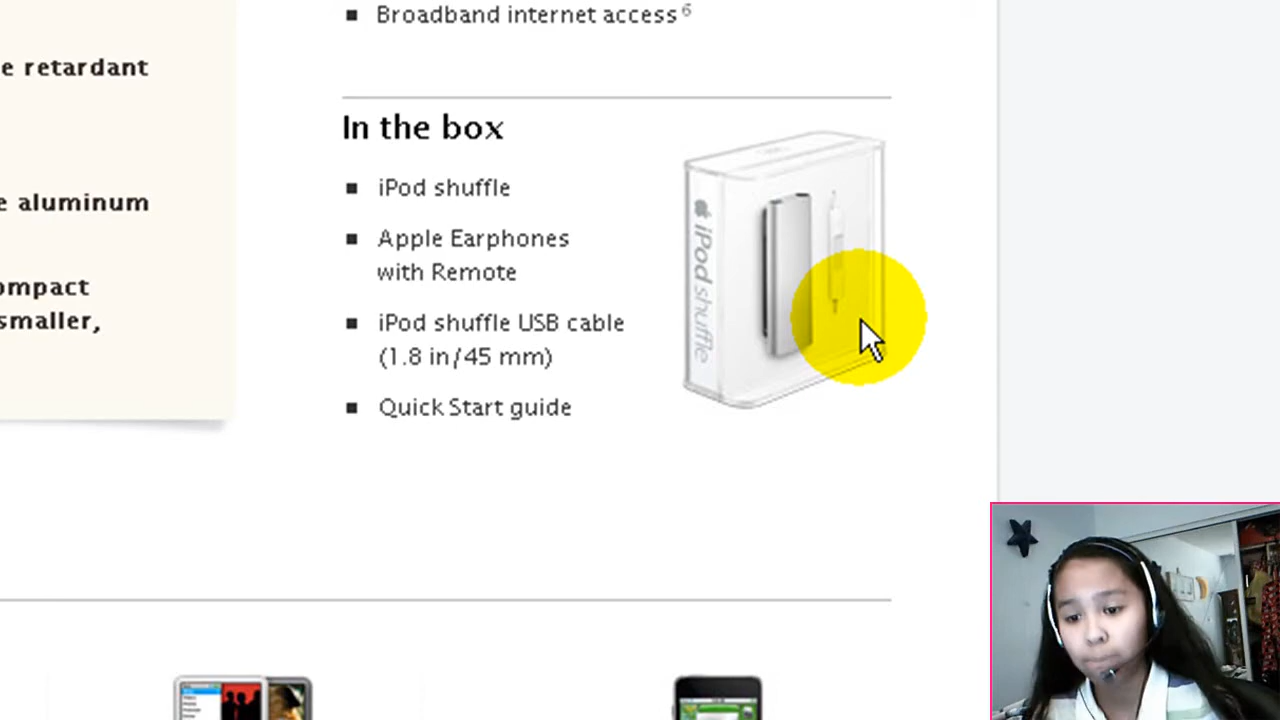 Broadband internet access6
e retardant
In the box
iPod shuffle
e aluminum
Apple Earphones
with Remote
ompact
smaller,
iPod shuffle USB cable
(1.8 in/45 mm)
Quick Start guide
iPod shuffle